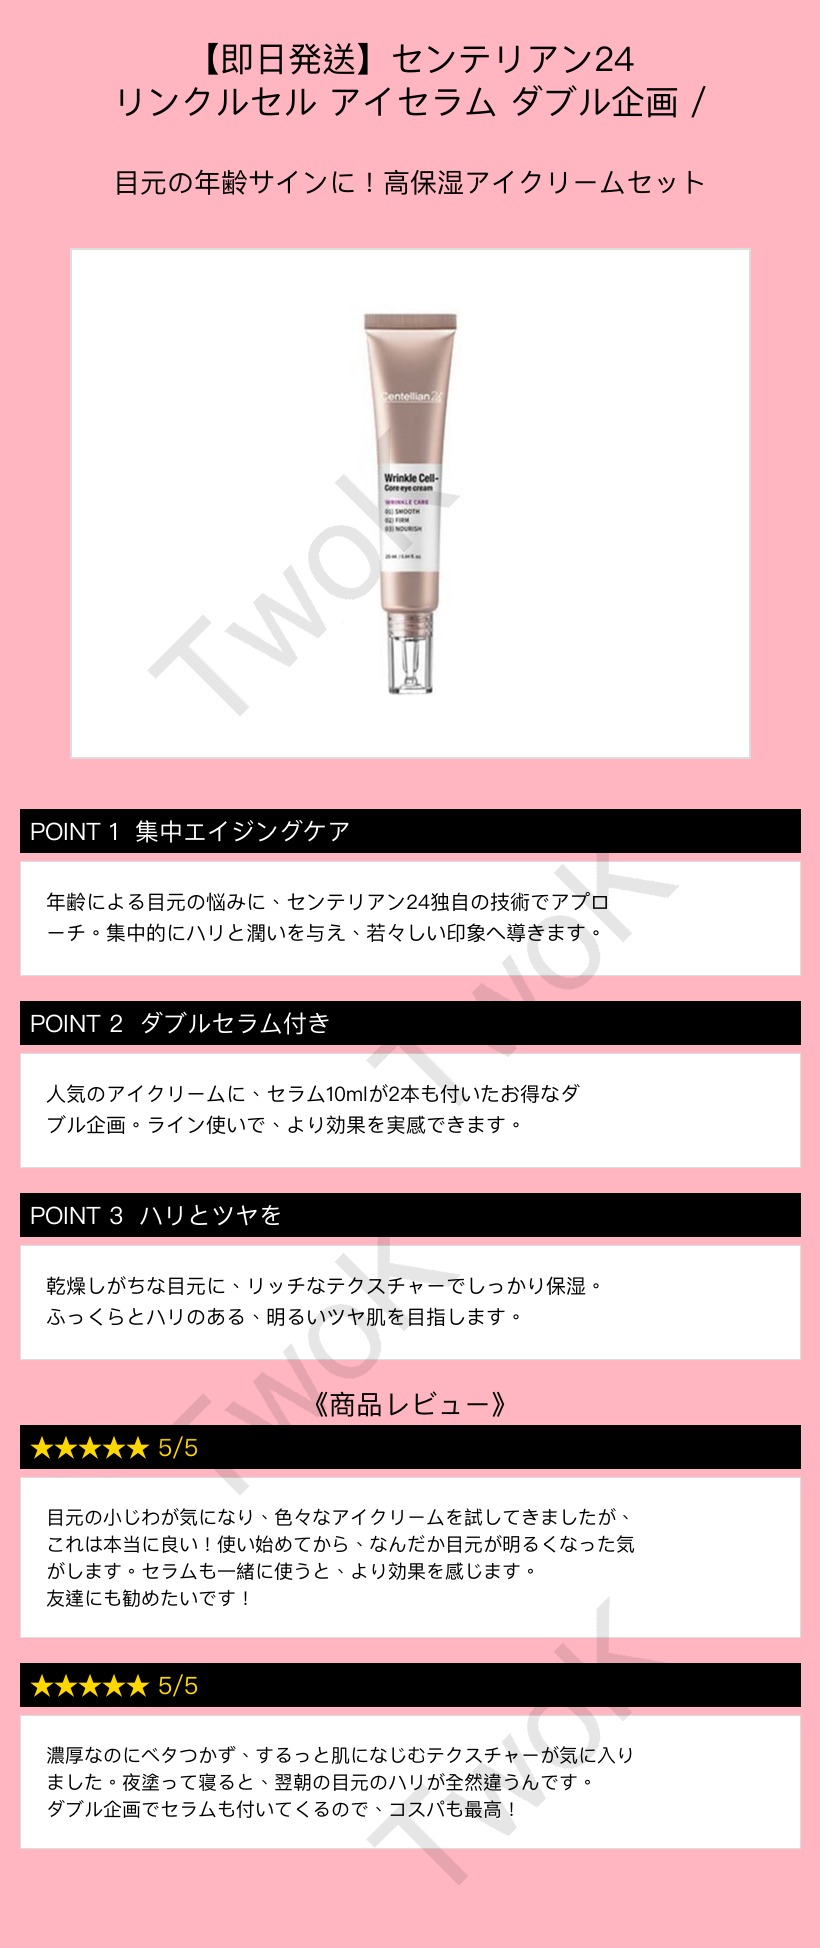 【即日発送】センテリアン24
リンクルセル アイセラム ダブル企画 /
目元の年齢サインに！高保湿アイクリームセット
Centellian24
Wrinkle Cell-
Core eye cream
WRINKLE CARE
01) SMOOTH
02) FIRM
03) NOURISH
TwoK
POINT 1 集中エイジングケア
年齢による目元の悩みに、センテリアン24独自の技術でアプロ
ーチ。集中的にハリと潤いを与え、若々しい印象へ導きます。
TwoK
POINT 2 ダブルセラム付き
人気のアイクリームに、セラム10mlが2本も付いたお得なダ
ブル企画。ライン使いで、より効果を実感できます。
POINT 3 ハリとツヤを
乾燥しがちな目元に、リッチなテクスチャーでしっかり保湿。
ふっくらとハリのある、明るいツヤ肌を目指します。
TwoK
《商品レビュー》
★★★★★ 5/5
目元の小じわが気になり、色々なアイクリームを試してきましたが、
これは本当に良い！使い始めてから、なんだか目元が明るくなった気
がします。セラムも一緒に使うと、より効果を感じます。
友達にも勧めたいです！
★★★★★ 5/5
濃厚なのにベタつかず、するっと肌になじむテクスチャーが気に入り
ました。夜塗って寝ると、翌朝の目元のハリが全然違うんです。
ダブル企画でセラムも付いてくるので、コスパも最高！
TwoK